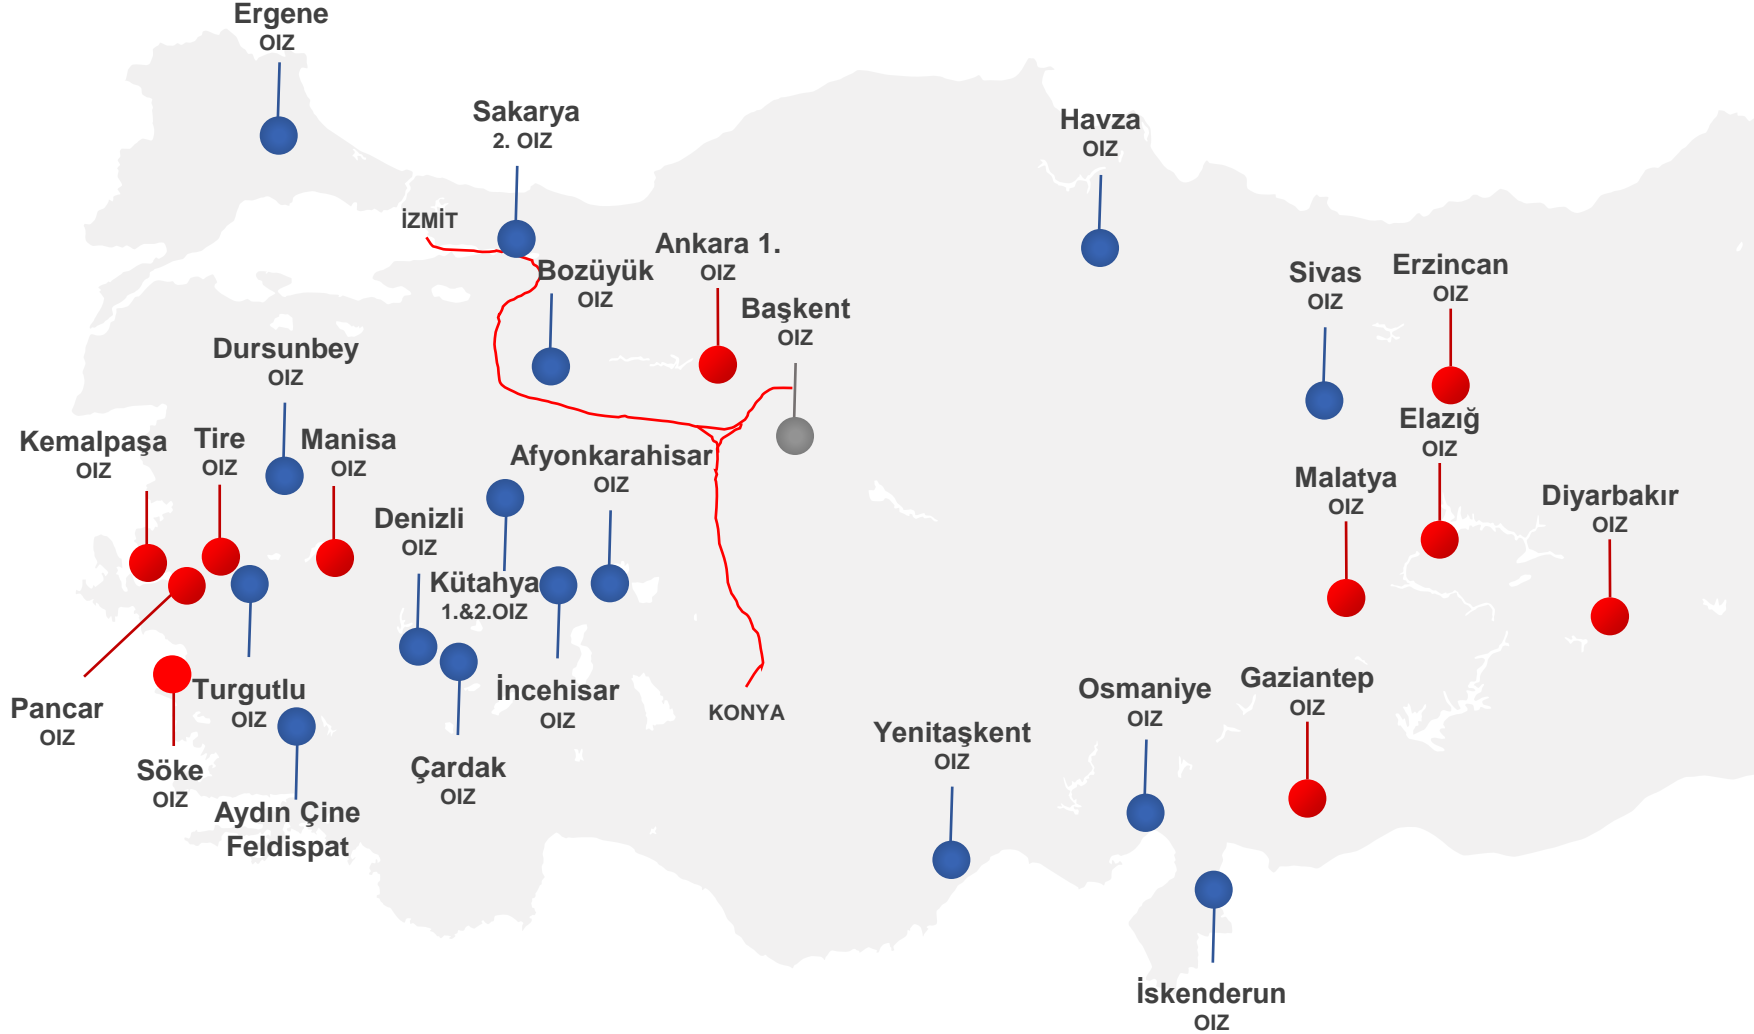 Ergene
OIZ
Sakarya
2. OIZ
Havza
OIZ
İZMİT
Ankara 1.
OIZ
Bozüyük
OIZ
Başkent
OIZ
Sivas
OIZ
Erzincan
OIZ
Dursunbey
OIZ
Kemalpaşa
OIZ
Tire
OIZ
Manisa
OIZ
Afyonkarahisar
OIZ
Elazığ
OIZ
Malatya
OIZ
Diyarbakır
OIZ
Denizli
OIZ
Kütahya
1.&2.OIZ
Pancar
OIZ
Turgutlu
OIZ
İncehisar
OIZ
KONYA
Osmaniye
OIZ
Gaziantep
OIZ
Yenitaşkent
OIZ
Söke
OIZ
Çardak
OIZ
Aydın Çine
Feldispat
İskenderun
OIZ